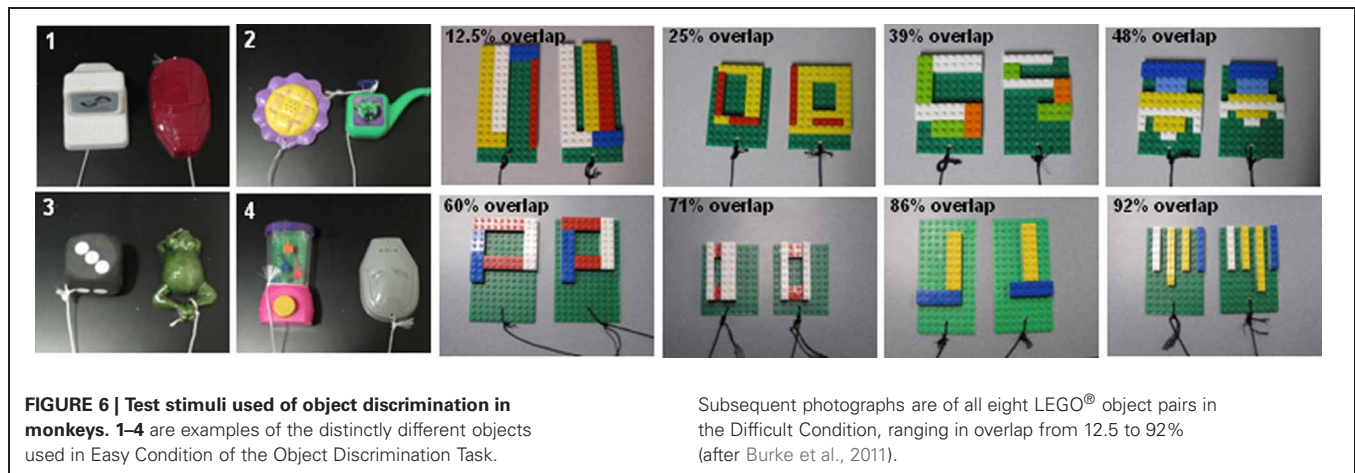 1
2
12.5% overlap
25% overlap
39% overlap
48% overlap
3
4
60% overlap
71% overlap
86% overlap
92% overlap
FIGURE 6 | Test stimuli used of object discrimination in
monkeys. 1–4 are examples of the distinctly different objects
used in Easy Condition of the Object Discrimination Task.
Subsequent photographs are of all eight LEGO® object pairs in
the Difficult Condition, ranging in overlap from 12.5 to 92%
(after Burke et al., 2011).